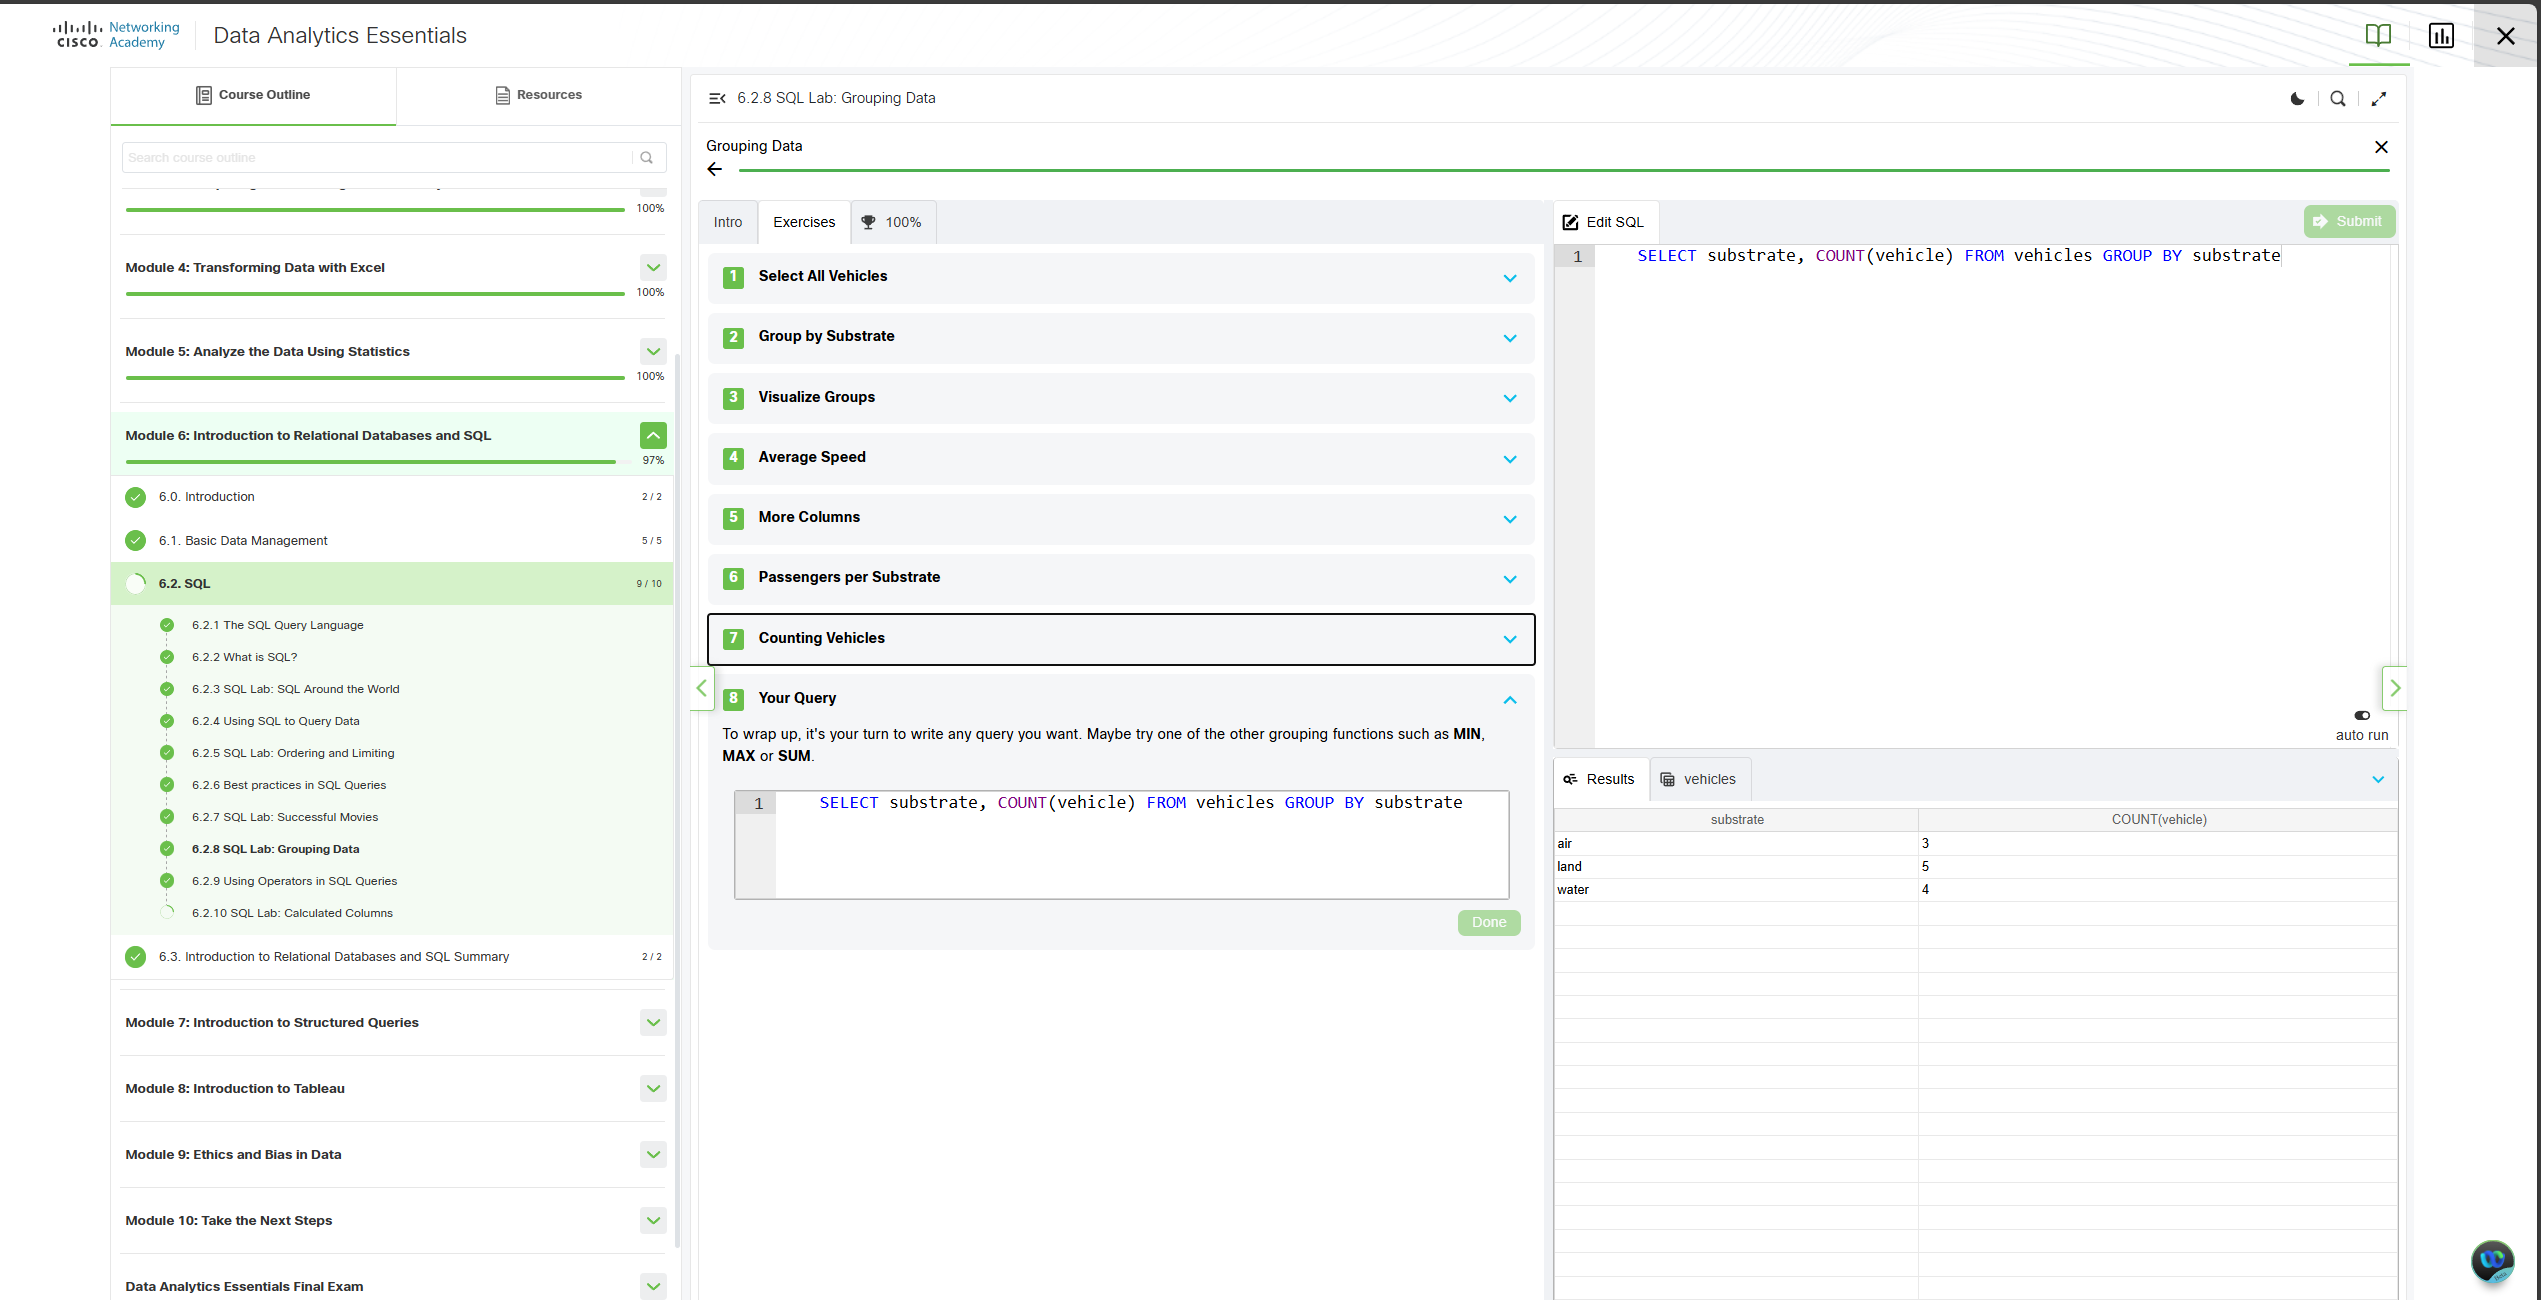 Networking
CISCO Academy
Data Analytics Essentials
Course Outline
Resources
Search course outline
100%
Module 4: Transforming Data with Excel
100%
Module 5: Analyze the Data Using Statistics
100%
Module 6: Introduction to Relational Databases and SQL
97%
6.0. Introduction 2 / 2
6.1. Basic Data Management 5 / 5
6.2. SQL 9 / 10
6.2.1 The SQL Query Language
6.2.2 What is SQL?
6.2.3 SQL Lab: SQL Around the World
6.2.4 Using SQL to Query Data
6.2.5 SQL Lab: Ordering and Limiting
6.2.6 Best practices in SQL Queries
6.2.7 SQL Lab: Successful Movies
6.2.8 SQL Lab: Grouping Data
6.2.9 Using Operators in SQL Queries
6.2.10 SQL Lab: Calculated Columns
6.3. Introduction to Relational Databases and SQL Summary 2 / 2
Module 7: Introduction to Structured Queries
Module 8: Introduction to Tableau
Module 9: Ethics and Bias in Data
Module 10: Take the Next Steps
Data Analytics Essentials Final Exam
6.2.8 SQL Lab: Grouping Data
Grouping Data
Intro
Exercises
100%
1 Select All Vehicles
2 Group by Substrate
3 Visualize Groups
4 Average Speed
5 More Columns
6 Passengers per Substrate
7 Counting Vehicles
8 Your Query
To wrap up, it's your turn to write any query you want. Maybe try one of the other grouping functions such as MIN,
MAX or SUM.
1 SELECT substrate, COUNT(vehicle) FROM vehicles GROUP BY substrate
Done
Edit SQL
Submit
1 SELECT substrate, COUNT(vehicle) FROM vehicles GROUP BY substrate
auto run
Results
vehicles
substrate COUNT(vehicle)
air 3
land 5
water 4